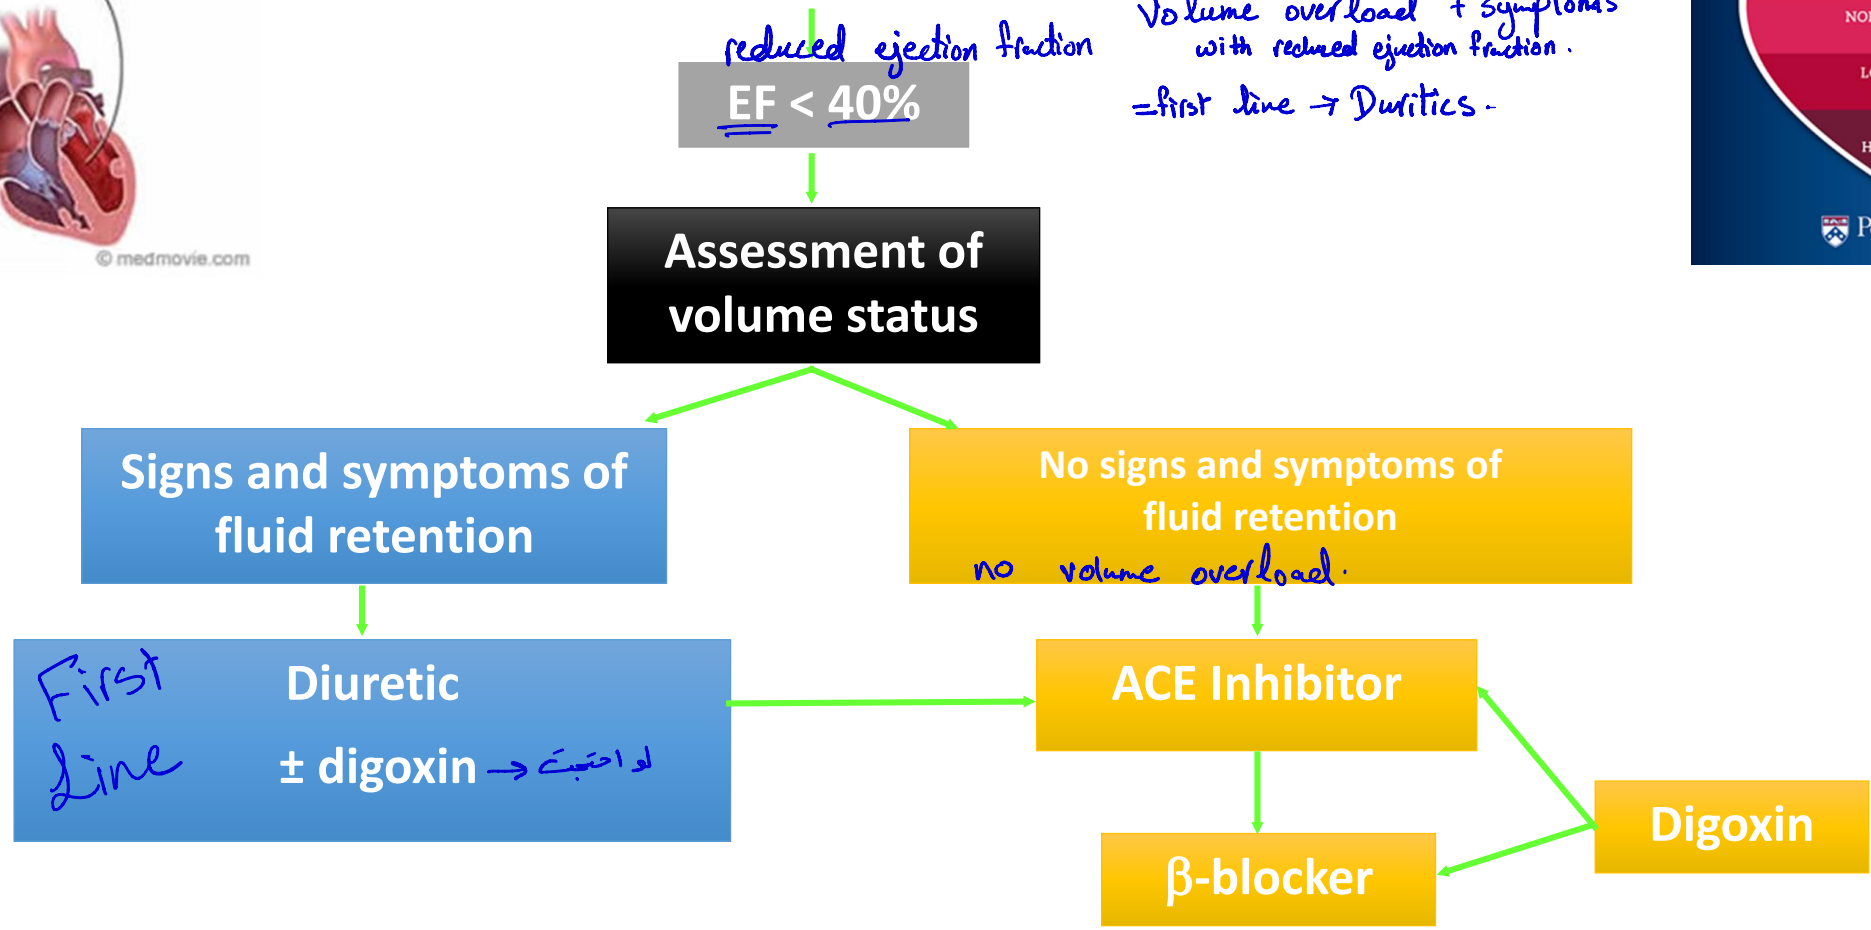 Volume overload + symptoms
with reduced ejection fraction.
=first line → Duritics.
reduced ejection fraction
EF < 40%
© medmovie.com
Assessment of
volume status
Signs and symptoms of
fluid retention
No signs and symptoms of
fluid retention
no volume overload.
First
Line
Diuretic
± digoxin → لو احتجت
ACE Inhibitor
β-blocker
Digoxin